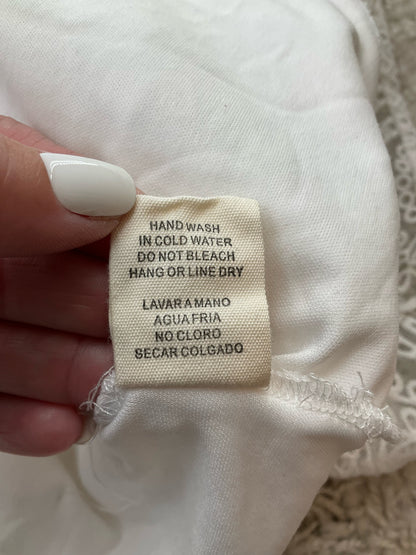 HAND WASH
IN COLD WATER
DO NOT BLEACH
HANG OR LINE DRY
LAVAR A MANO
AGUA FRIA
NO CLORO
SECAR COLGADO